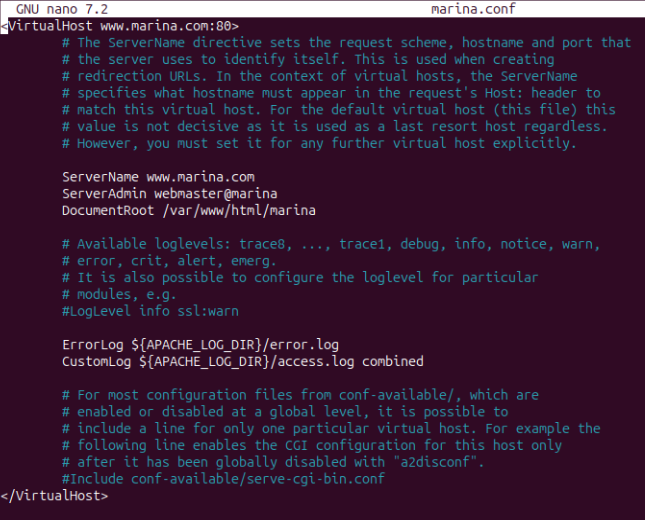 GNU nano 7.2 marina.conf
<VirtualHost www.marina.com:80>
# The ServerName directive sets the request scheme, hostname and port that
# the server uses to identify itself. This is used when creating
# redirection URLs. In the context of virtual hosts, the ServerName
# specifies what hostname must appear in the request's Host: header to
# match this virtual host. For the default virtual host (this file) this
# value is not decisive as it is used as a last resort host regardless.
# However, you must set it for any further virtual host explicitly.
ServerName www.marina.com
ServerAdmin webmaster@marina
DocumentRoot /var/www/html/marina
# Available loglevels: trace8, ..., trace1, debug, info, notice, warn,
# error, crit, alert, emerg.
# It is also possible to configure the loglevel for particular
# modules, e.g.
#LogLevel info ssl:warn
ErrorLog ${APACHE_LOG_DIR}/error.log
CustomLog ${APACHE_LOG_DIR}/access.log combined
# For most configuration files from conf-available/, which are
# enabled or disabled at a global level, it is possible to
# include a line for only one particular virtual host. For example the
# following line enables the CGI configuration for this host only
# after it has been globally disabled with "a2disconf".
#Include conf-available/serve-cgi-bin.conf
</VirtualHost>